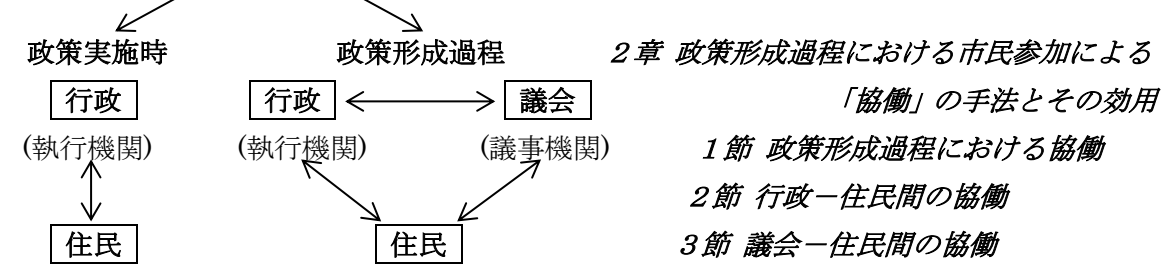 政策実施時 政策形成過程 ２章 政策形成過程における市民参加による
行政 行政 議会 「協働」の手法とその効用
(執行機関) (執行機関) (議事機関) １節 政策形成過程における協働
２節 行政－住民間の協働
住民 住民 ３節 議会－住民間の協働